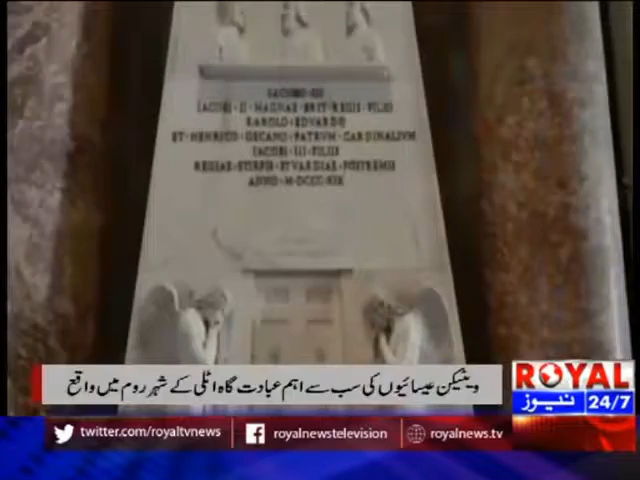 IACOBO·III
IACOBI·II·MAGNAE·BRIT·REGIS·FILIO
KAROLO·EDVARDO
ET·HENRICO·DECANO·PATRVM·CARDINALIVM
IACOBI·III·FILIIS
REGIAE·STIRPIS·STVARDIAE·POSTREMIS
ANNO·M·DCCC·XIX
ویٹیکن عیسائیوں کی سب سے اہم عبادت گاہ اٹلی کے شہر روم میں واقع
ROYAL
نیوز 24/7
twitter.com/royaltvnews
royalnewstelevision
royalnews.tv